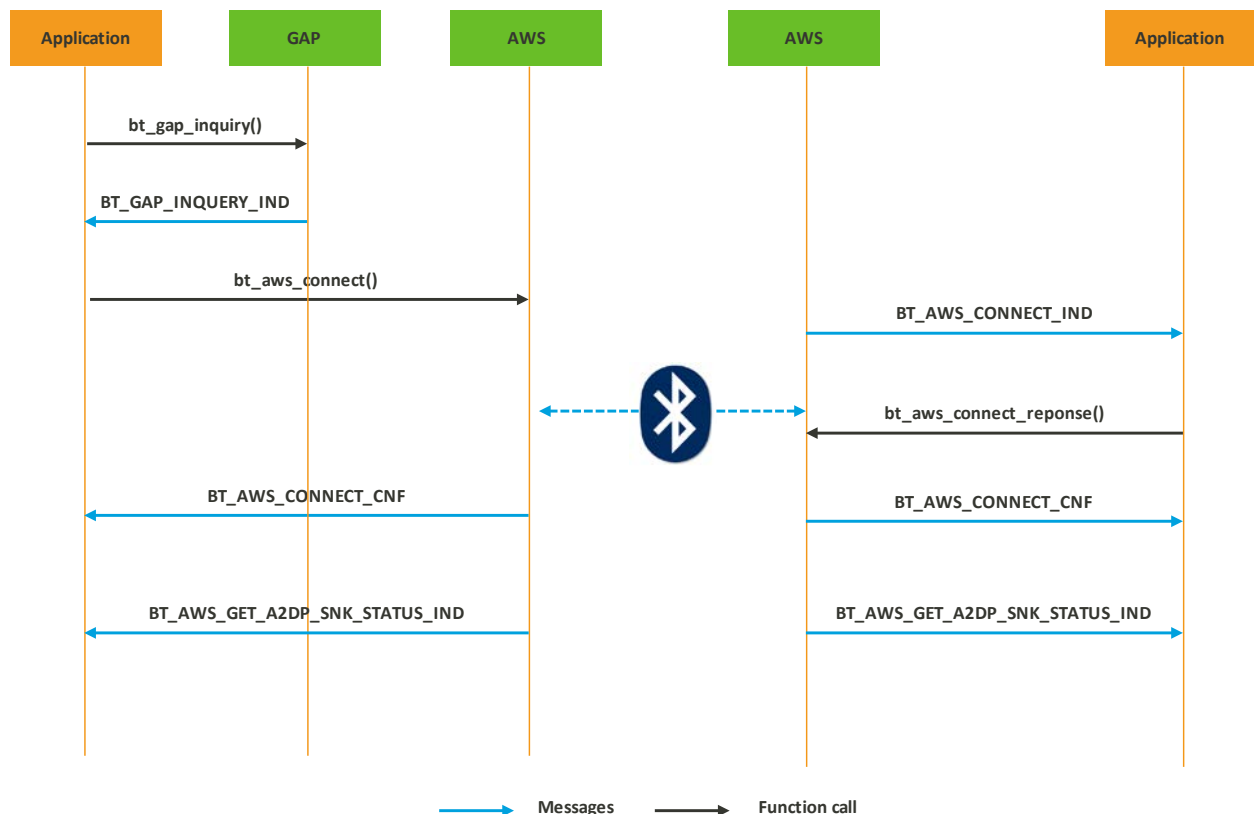 Application
GAP
AWS
AWS
Application
bt_gap_inquiry()
BT_GAP_INQUERY_IND
bt_aws_connect()
BT_AWS_CONNECT_IND
bt_aws_connect_reponse()
BT_AWS_CONNECT_CNF
BT_AWS_CONNECT_CNF
BT_AWS_GET_A2DP_SNK_STATUS_IND
BT_AWS_GET_A2DP_SNK_STATUS_IND
Messages
Function call